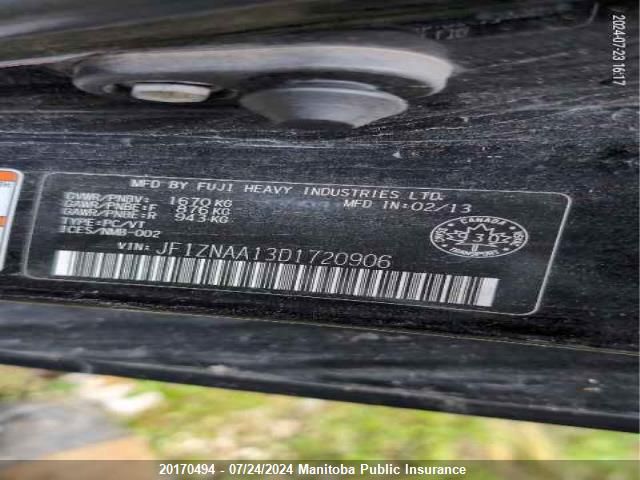 2024-07-23 16:17
MFD BY FUJI HEAVY INDUSTRIES LTD.
GVWR/PNBV: 1670 KG MFD IN:02/13
GAWR/PNBE:F 876 KG
GAWR/PNBE:R 943 KG
TYPE:PC/VT
ICES/NMB-002
CANADA
VIN: JF1ZNAA13D1720906
20170494 - 07/24/2024 Manitoba Public Insurance